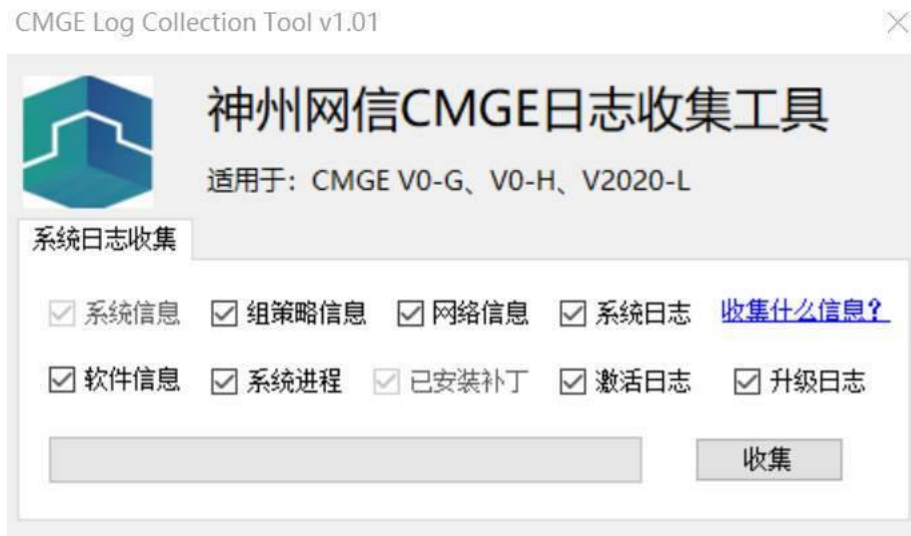 CMGE Log Collection Tool v1.01
神州网信CMGE日志收集工具
适用于：CMGE V0-G、V0-H、V2020-L
系统日志收集
系统信息 组策略信息 网络信息 系统日志 收集什么信息？
软件信息 系统进程 已安装补丁 激活日志 升级日志
收集